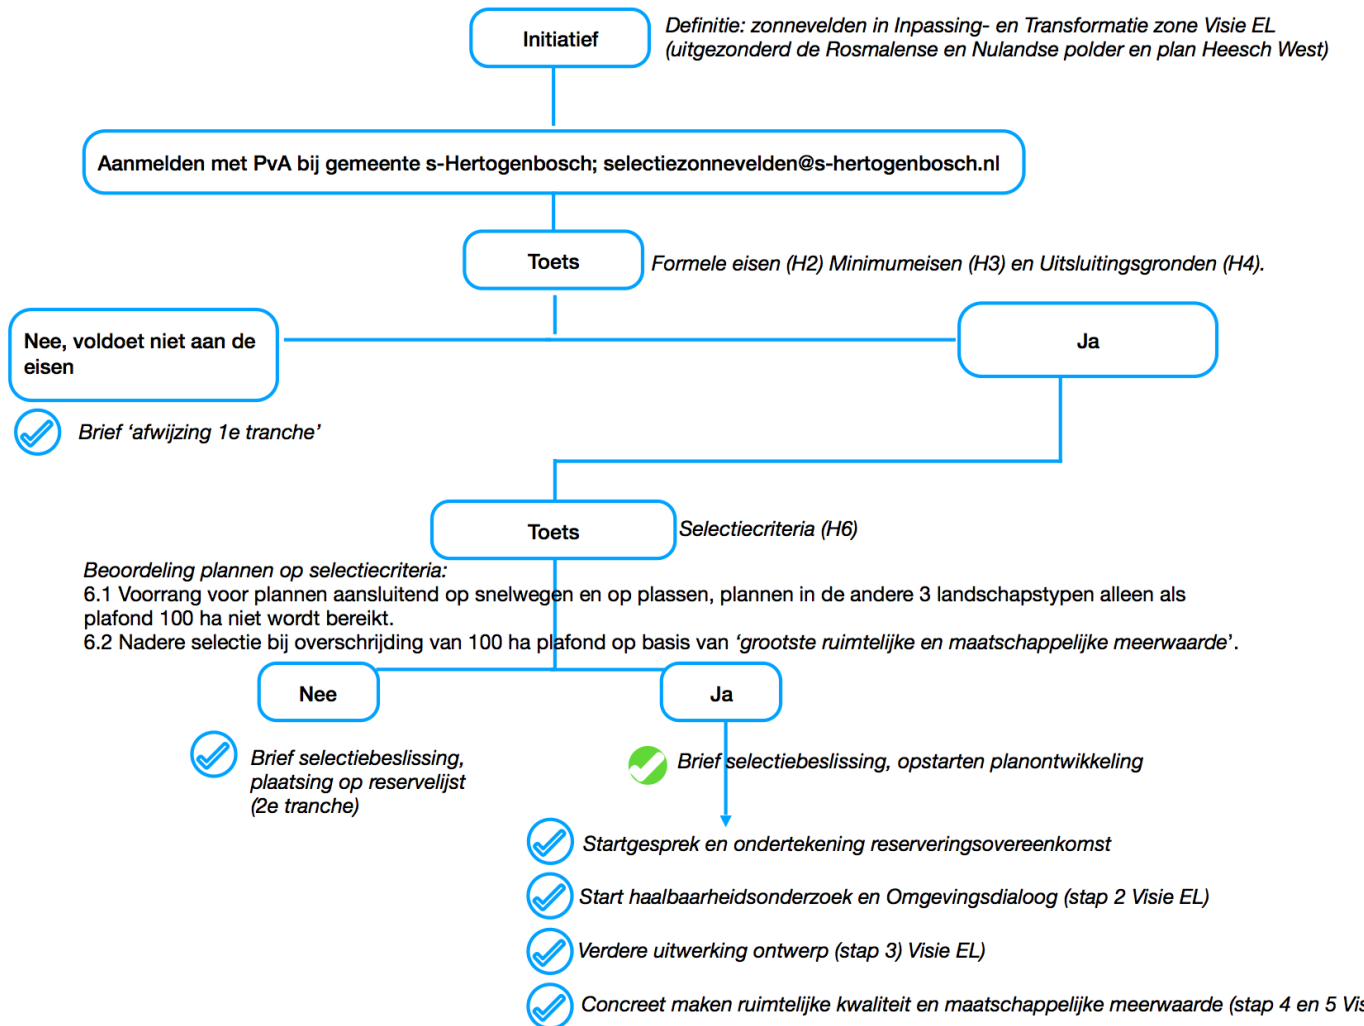 Initiatief
Definitie: zonnevelden in Inpassing- en Transformatie zone Visie EL
(uitgezonderd de Rosmalense en Nulandse polder en plan Heesch West)
Aanmelden met PvA bij gemeente s-Hertogenbosch; selectiezonnevelden@s-hertogenbosch.nl
Toets
Formele eisen (H2) Minimumeisen (H3) en Uitsluitingsgronden (H4).
Nee, voldoet niet aan de
eisen
Ja
Brief ‘afwijzing 1e tranche’
Toets
Selectiecriteria (H6)
Beoordeling plannen op selectiecriteria:
6.1 Voorrang voor plannen aansluitend op snelwegen en op plassen, plannen in de andere 3 landschapstypen alleen als
plafond 100 ha niet wordt bereikt.
6.2 Nadere selectie bij overschrijding van 100 ha plafond op basis van ‘grootste ruimtelijke en maatschappelijke meerwaarde’.
Nee
Ja
Brief selectiebeslissing,
plaatsing op reservelijst
(2e tranche)
Brief selectiebeslissing, opstarten planontwikkeling
Startgesprek en ondertekening reserveringsovereenkomst
Start haalbaarheidsonderzoek en Omgevingsdialoog (stap 2 Visie EL)
Verdere uitwerking ontwerp (stap 3) Visie EL)
Concreet maken ruimtelijke kwaliteit en maatschappelijke meerwaarde (stap 4 en 5 Vis